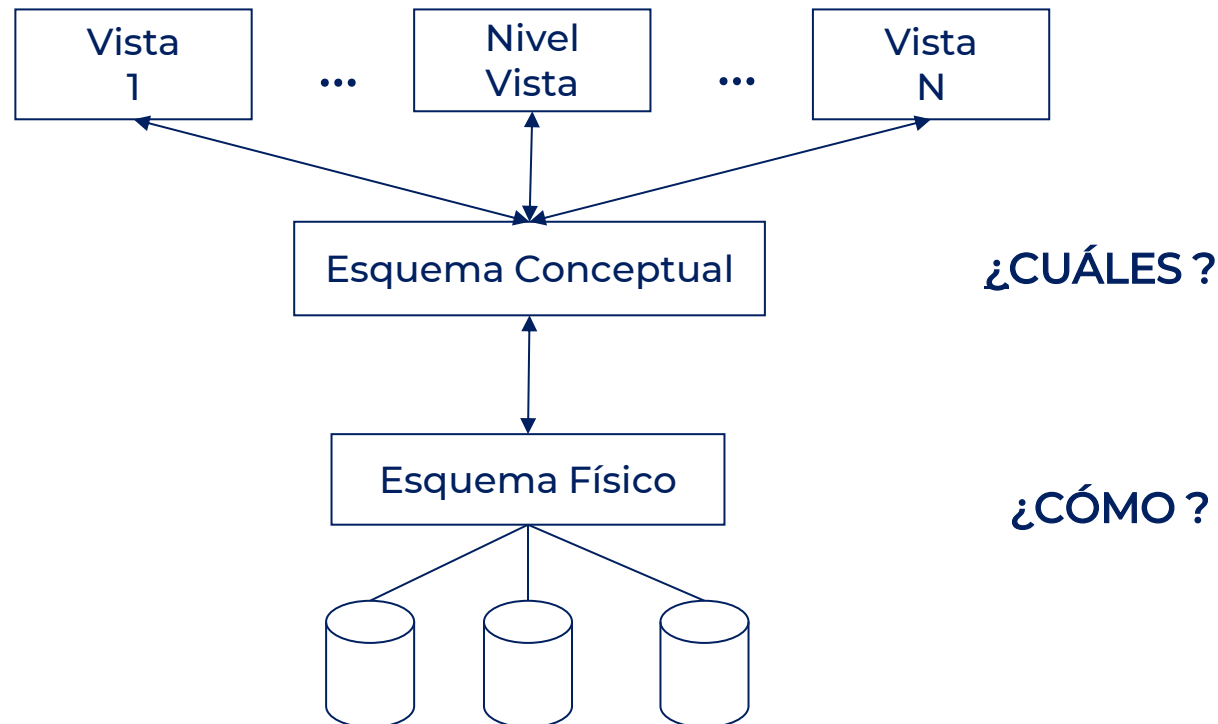 Vista
1
...
Nivel
Vista
...
Vista
N
Esquema Conceptual
¿CUÁLES ?
Esquema Físico
¿CÓMO ?